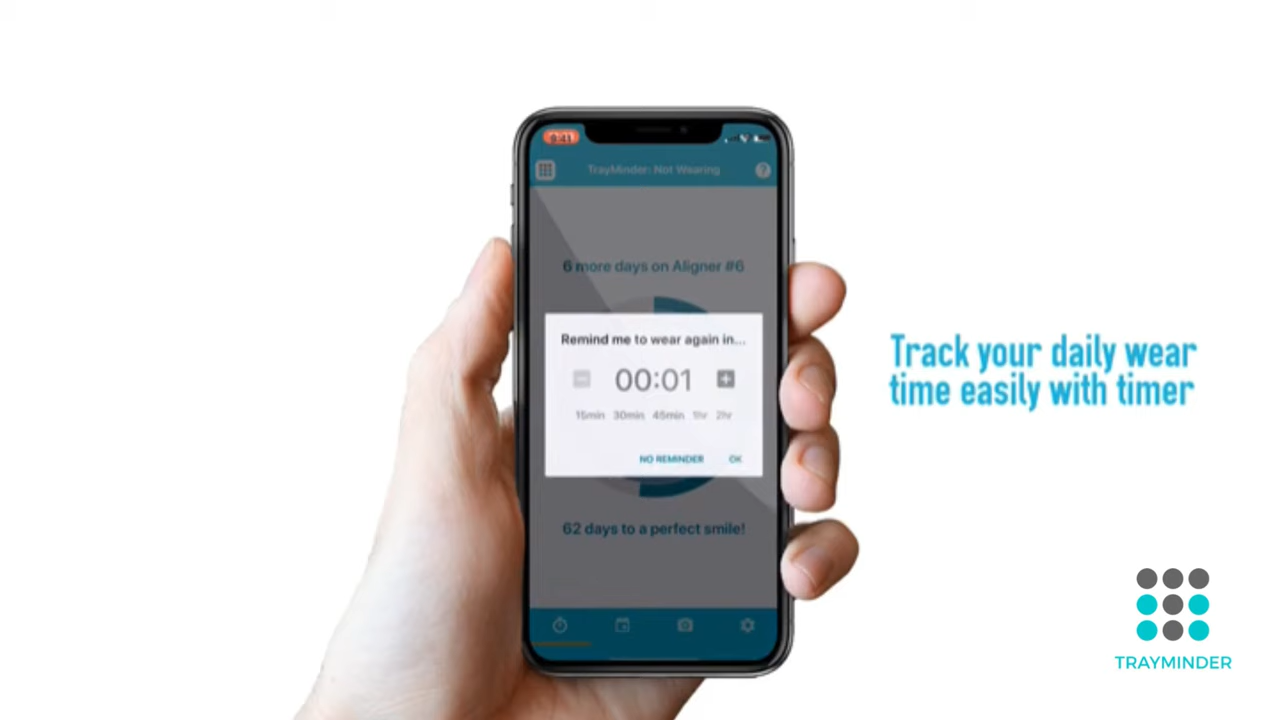 6:41
TrayMinder: Not Wearing
?
6 more days on Aligner #6
Remind me to wear again in...
00:01
15min 30min 45min 1hr 2hr
NO REMINDER OK
62 days to a perfect smile!
Track your daily wear
time easily with timer
TRAYMINDER